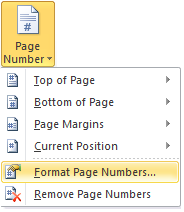 Page
Number
Top of Page
Bottom of Page
Page Margins
Current Position
Format Page Numbers...
Remove Page Numbers